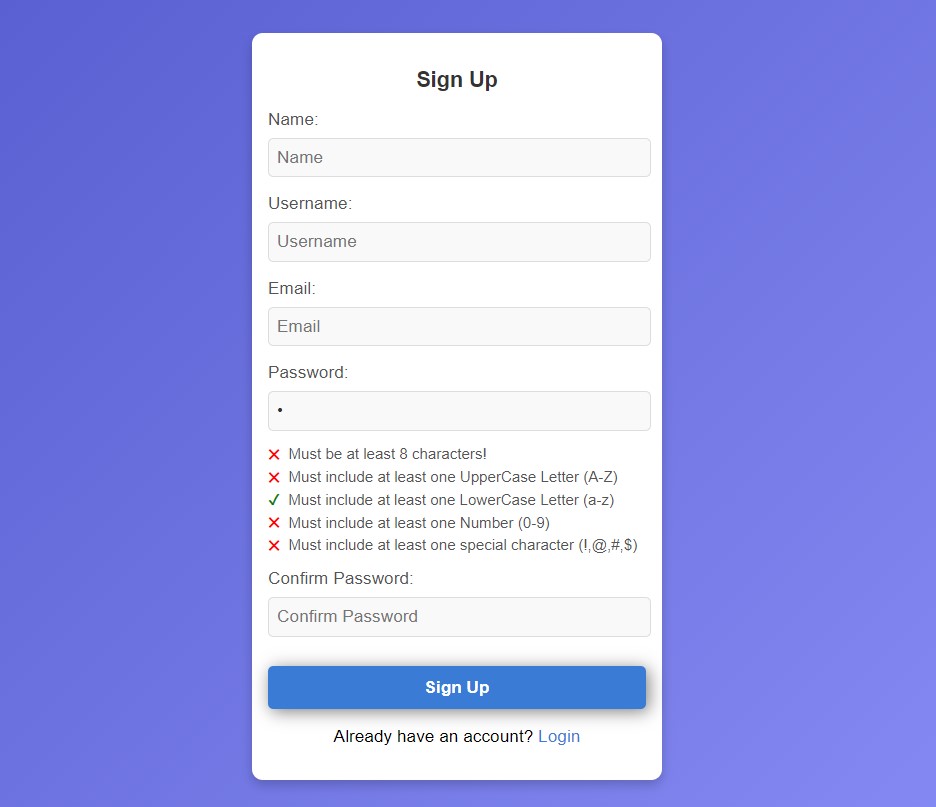 Sign Up
Name:
Name
Username:
Username
Email:
Email
Password:
•
✕ Must be at least 8 characters!
✕ Must include at least one UpperCase Letter (A-Z)
✓ Must include at least one LowerCase Letter (a-z)
✕ Must include at least one Number (0-9)
✕ Must include at least one special character (!,@,#,$)
Confirm Password:
Confirm Password
Sign Up
Already have an account? Login